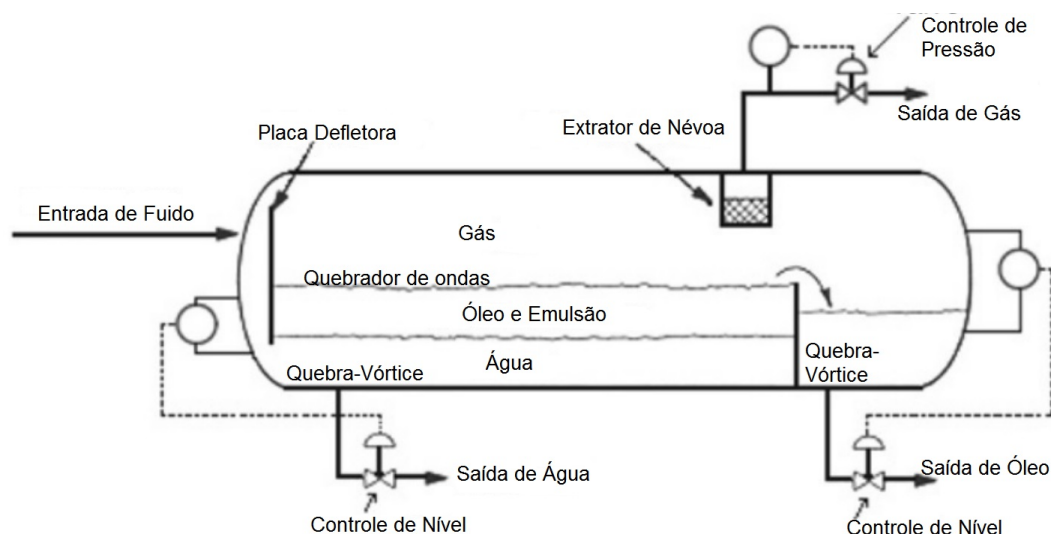 Controle de
Pressão
Saída de Gás
Placa Defletora
Extrator de Névoa
Entrada de Fuido
Gás
Quebrador de ondas
Óleo e Emulsão
Água
Quebra-Vórtice
Quebra-
Vórtice
Saída de Água
Saída de Óleo
Controle de Nível
Controle de Nível